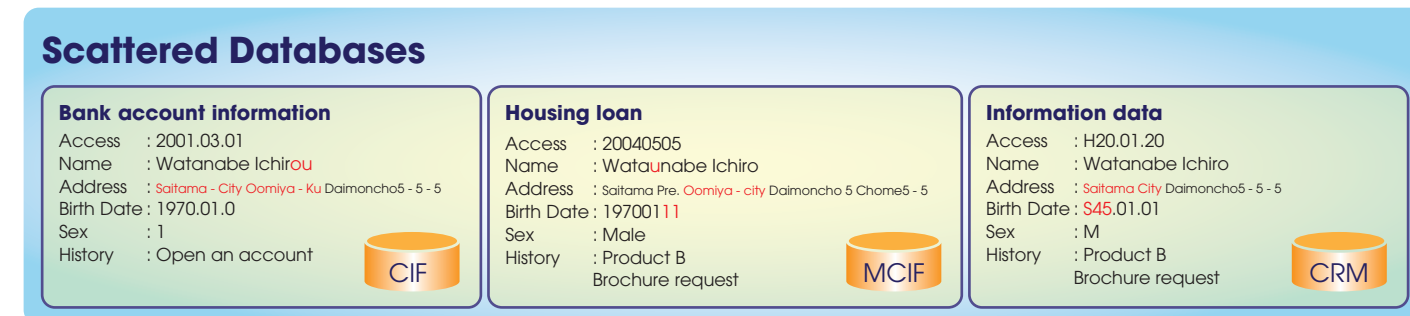 Scattered Databases
Bank account information
Access : 2001.03.01
Name : Watanabe Ichirou
Address : Saitama - City Oomiya - Ku Daimoncho5 - 5 - 5
Birth Date : 1970.01.0
Sex : 1
History : Open an account
CIF
Housing loan
Access : 20040505
Name : Wataunabe Ichiro
Address : Saitama Pre. Oomiya - city Daimoncho 5 Chome5 - 5
Birth Date : 19700111
Sex : Male
History : Product B
Brochure request
MCIF
Information data
Access : H20.01.20
Name : Watanabe Ichiro
Address : Saitama City Daimoncho5 - 5 - 5
Birth Date : S45.01.01
Sex : M
History : Product B
Brochure request
CRM